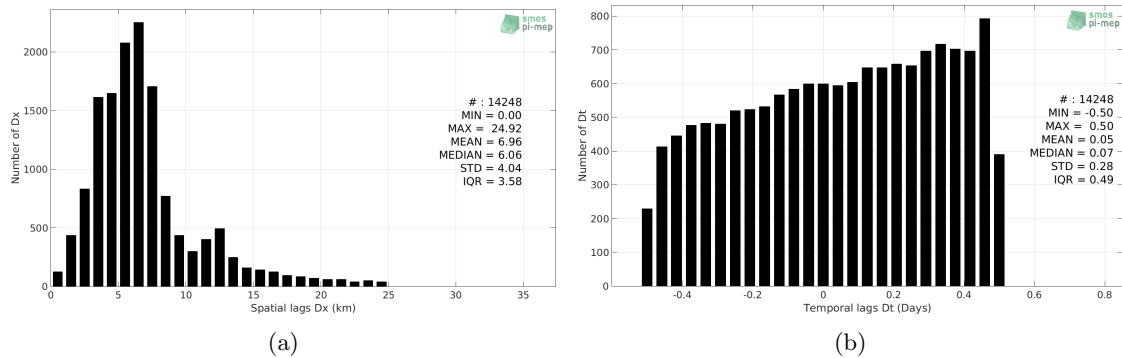 smos
pi-mep
Number of Dx
2000
1500
1000
500
0
# : 14248
MIN = 0.00
MAX = 24.92
MEAN = 6.96
MEDIAN = 6.06
STD = 4.04
IQR = 3.58
0 5 10 15 20 25 30 35
Spatial lags Dx (km)
(a)
smos
pi-mep
Number of Dt
800
700
600
500
400
300
200
100
0
# : 14248
MIN = -0.50
MAX = 0.50
MEAN = 0.05
MEDIAN = 0.07
STD = 0.28
IQR = 0.49
-0.4 -0.2 0 0.2 0.4 0.6 0.8
Temporal lags Dt (Days)
(b)